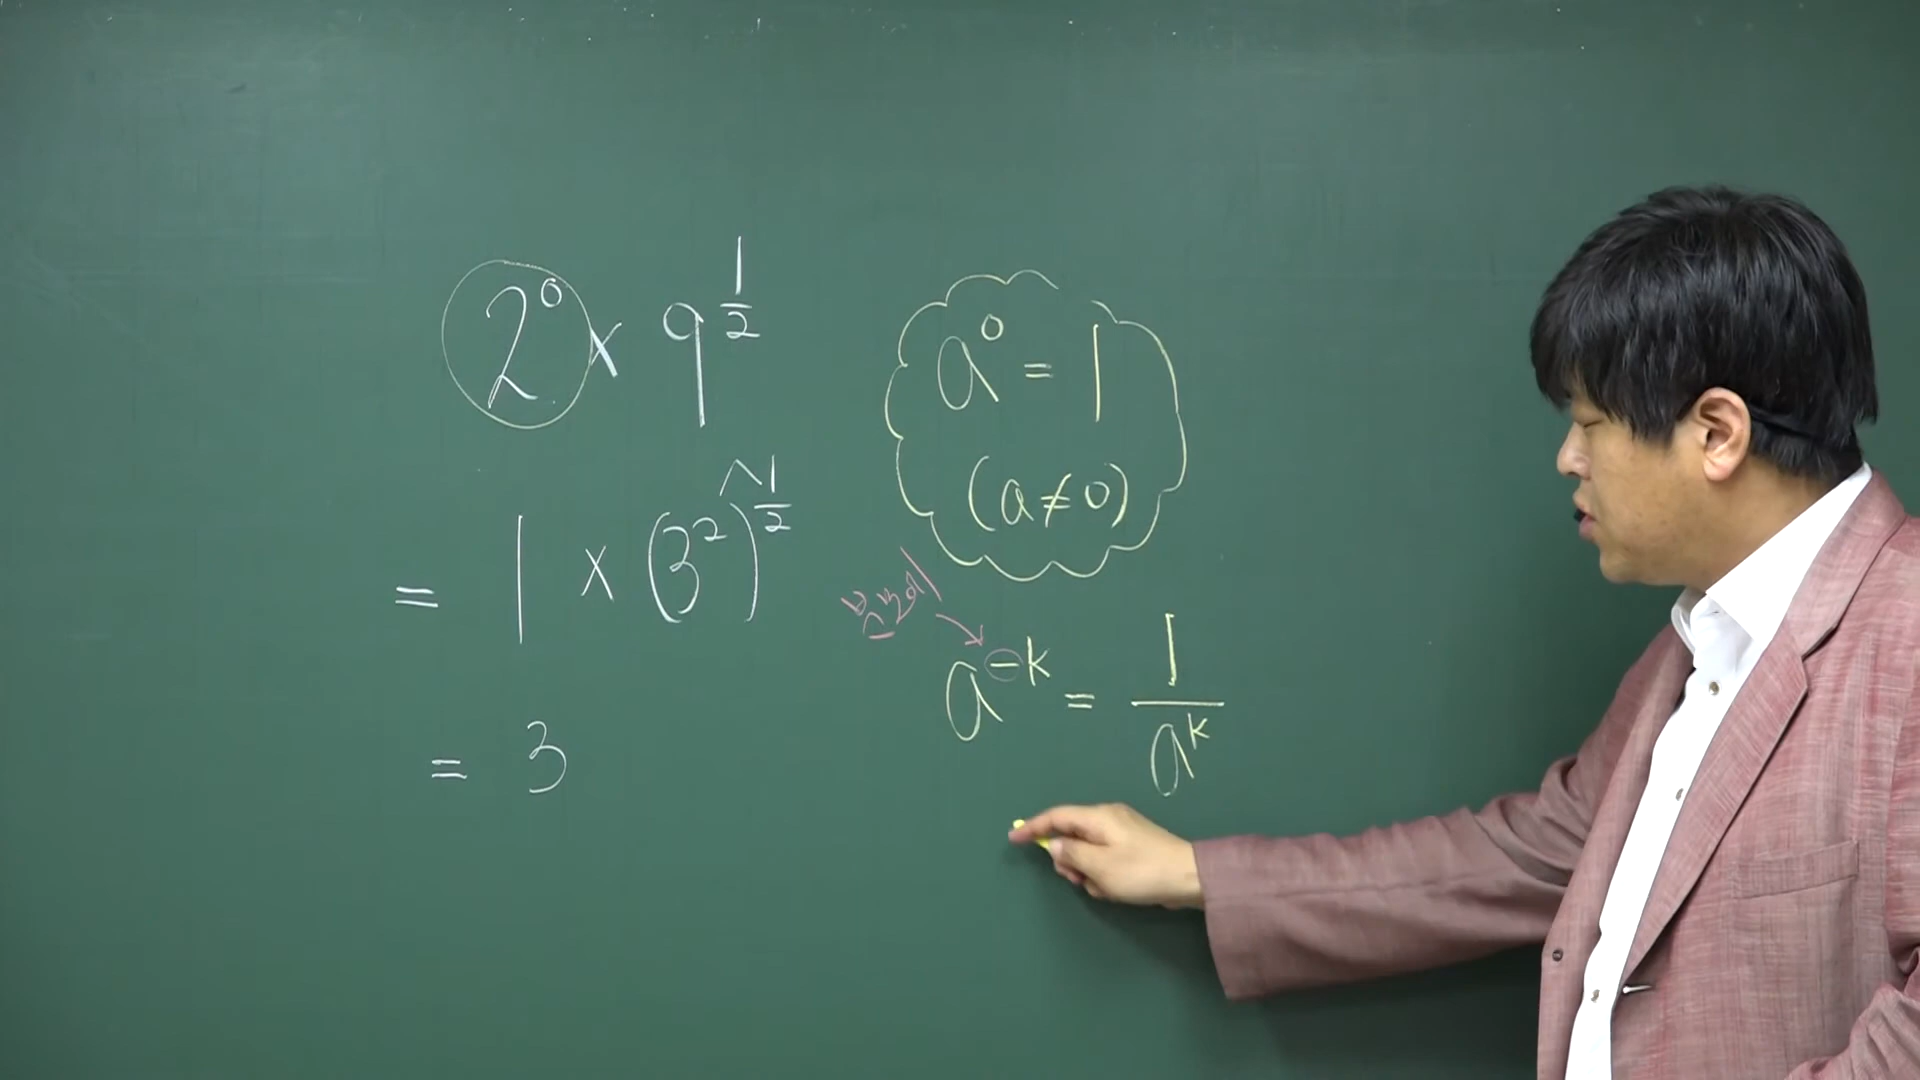 2⁰ × 9^(1/2)
= 1 × (3²)^(1/2)
= 3
a⁰ = 1
(a ≠ 0)
a^(-k) = 1/a^k